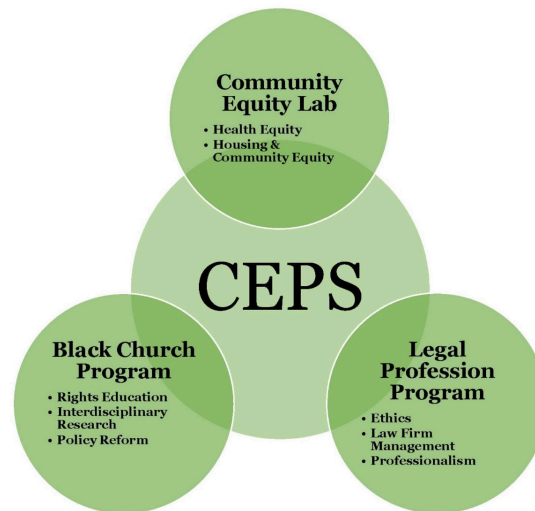 Community
Equity Lab
• Health Equity
• Housing &
Community Equity
CEPS
Black Church
Program
• Rights Education
• Interdisciplinary
Research
• Policy Reform
Legal
Profession
Program
• Ethics
• Law Firm
Management
• Professionalism